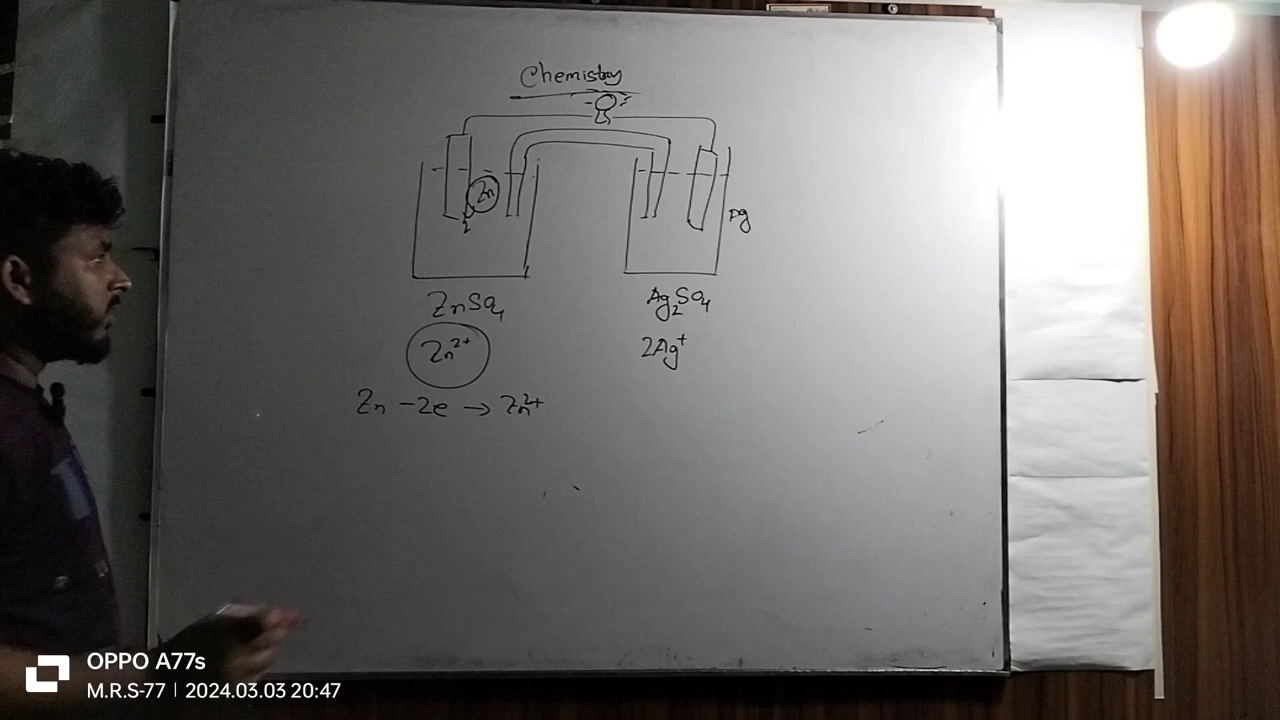 Chemistry
Zn
Ag
ZnSO₄
Ag₂SO₄
Zn²⁺
2Ag⁺
Zn - 2e → Zn²⁺
OPPO A77s
M.R.S-77 | 2024.03.03 20:47